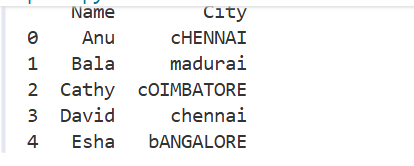 Name City
0 Anu cHENNAI
1 Bala madurai
2 Cathy cOIMBATORE
3 David chennai
4 Esha bANGALORE